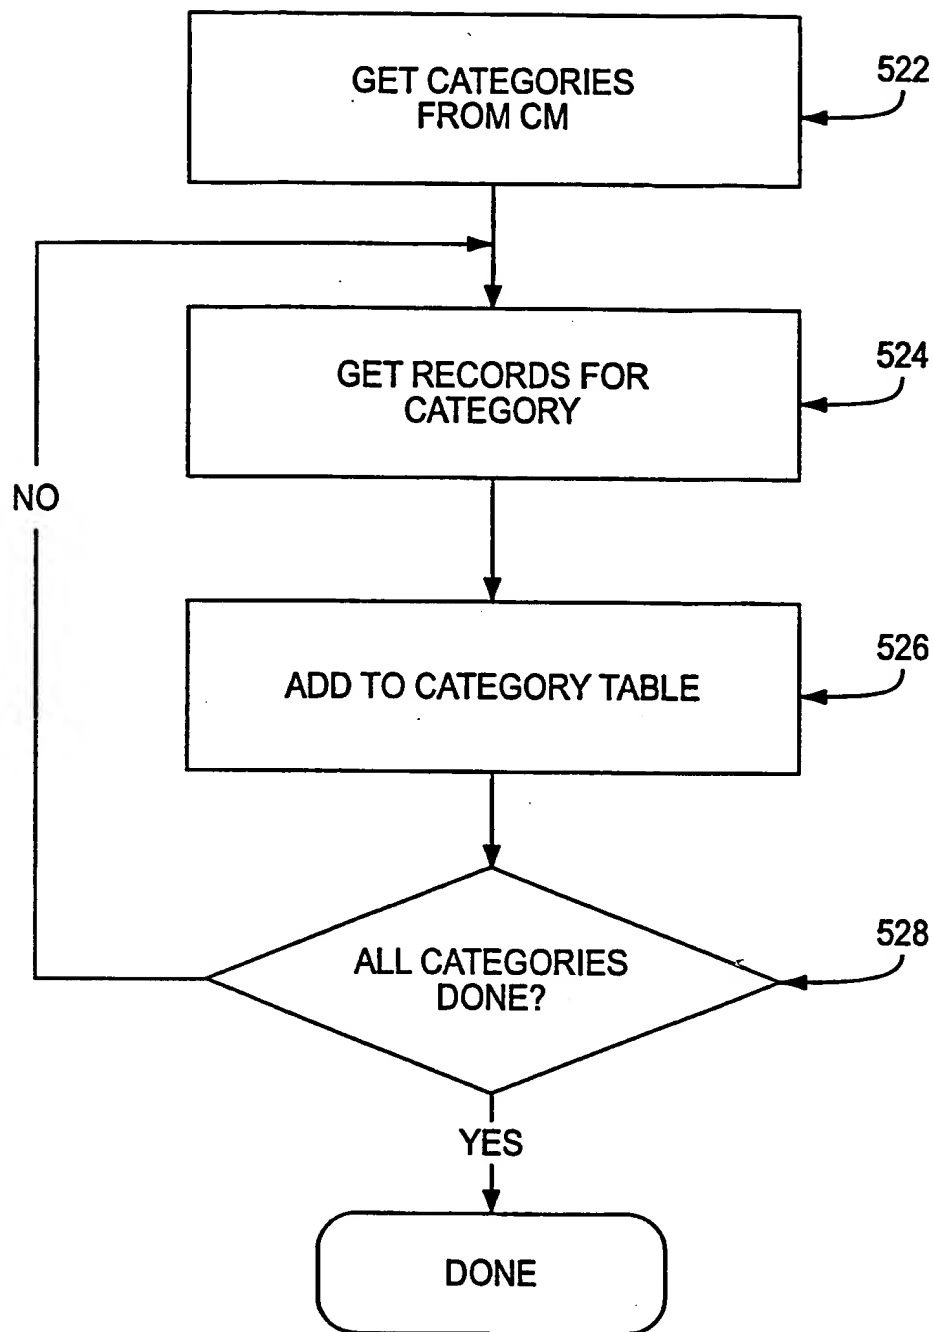 GET CATEGORIES
FROM CM
522
GET RECORDS FOR
CATEGORY
524
NO
ADD TO CATEGORY TABLE
526
ALL CATEGORIES
DONE?
528
YES
DONE